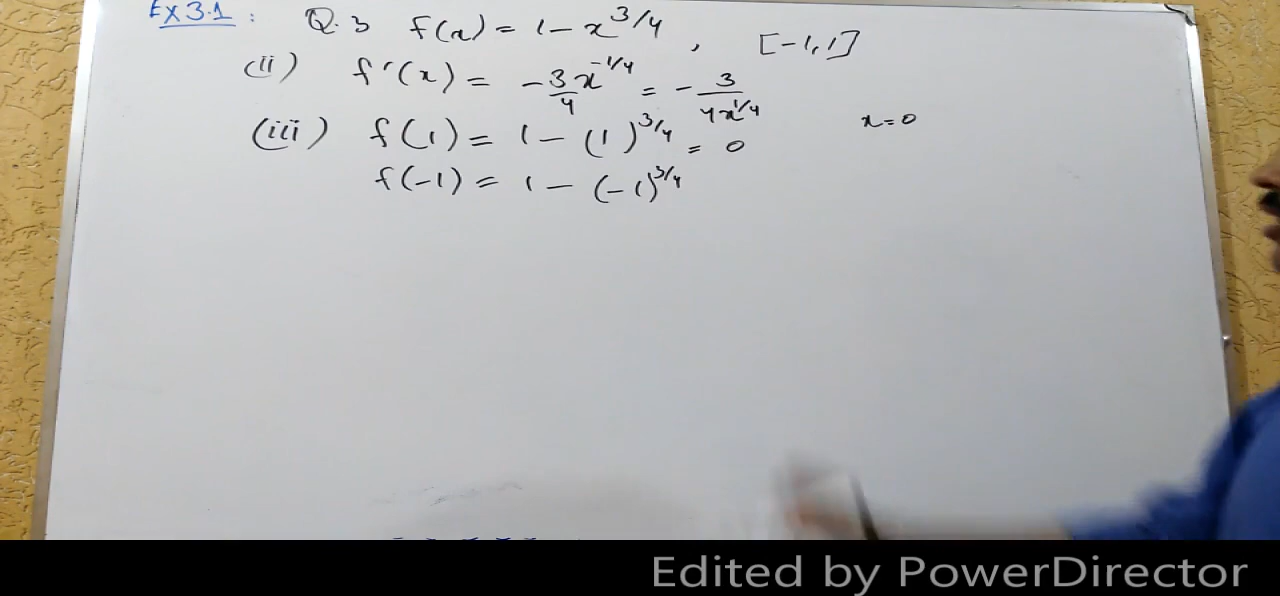 Ex 3.1 : Q.3 f(x) = 1 - x^3/4 , [-1,1]
(ii) f'(x) = -3/4 x^-1/4 = - 3/4x^1/4
x=0
(iii) f(1) = 1 - (1)^3/4 = 0
f(-1) = 1 - (-1)^3/4
Edited by PowerDirector